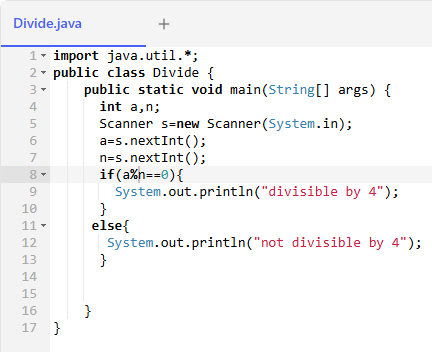 Divide.java +
1 import java.util.*;
2 public class Divide {
3     public static void main(String[] args) {
4       int a,n;
5       Scanner s=new Scanner(System.in);
6       a=s.nextInt();
7       n=s.nextInt();
8       if(a%n==0){
9         System.out.println("divisible by 4");
10       }
11      else{
12        System.out.println("not divisible by 4");
13       }
14
15
16     }
17 }